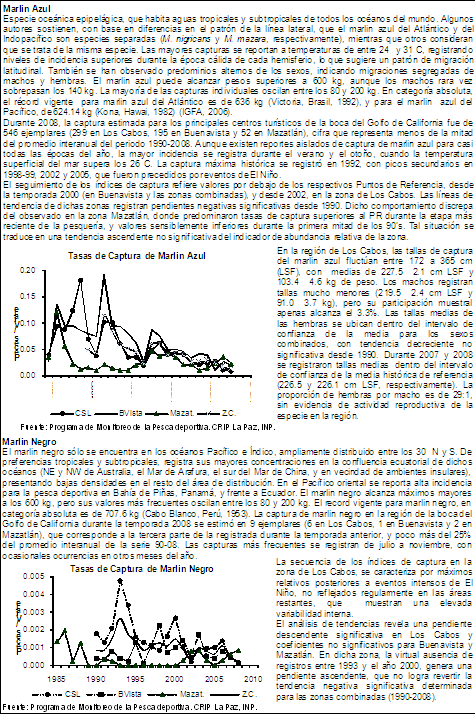 Marlin Azul
Especie oceánica epipelágica, que habita aguas tropicales y subtropicales de todos los océanos del mundo. Algunos
autores sostienen, con base en diferencias en el patrón de la línea lateral, que el marlin azul del Atlántico y del
Indopacífico son especies separadas (M. nigricans y M. mazara, respectivamente), mientras que otros consideran
que se trata de la misma especie. Las mayores capturas se reportan a temperaturas de entre 24 y 31 C, registrando
niveles de incidencia superiores durante la época cálida de cada hemisferio, lo que sugiere un patrón de migración
latitudinal. También se han observado predominios alternos de los sexos, indicando migraciones segregadas de
machos y hembras. El marlin azul puede alcanzar pesos superiores a 600 kg, aunque los machos rara vez
sobrepasan los 140 kg. La mayoría de las capturas individuales oscilan entre los 80 y 200 kg. En categoría absoluta,
el récord vigente para marlin azul del Atlántico es de 636 kg (Victoria, Brasil, 1992), y para el marlin azul del
Pacífico, de 624.14 kg (Kona, Hawai, 1982) (IGFA, 2006).
Durante 2008, la captura estimada para los principales centros turísticos de la boca del Golfo de California fue de
546 ejemplares (299 en Los Cabos, 195 en Buenavista y 52 en Mazatlán), cifra que representa menos de la mitad
del promedio interanual del periodo 1990-2008. Aunque existen reportes aislados de captura de marlin azul para casi
todas las épocas del año, la mayor incidencia se registra durante el verano y el otoño, cuando la temperatura
superficial del mar supera los 26 C. La captura máxima histórica se registró en 1992, con picos secundarios en
1998-99, 2002 y 2005, que fueron precedidos por eventos de El Niño.
El seguimiento de los índices de captura refiere valores por debajo de los respectivos Puntos de Referencia, desde
la temporada 2000 (en Buenavista y las zonas combinadas), y desde 2002, en la zona de Los Cabos. Las líneas de
tendencia de dichas zonas registran pendientes negativas significativas desde 1990. Dicho comportamiento discrepa
del observado en la zona Mazatlán, donde predominaron tasas de captura superiores al PR durante la etapa más
reciente de la pesquería, y valores sensiblemente inferiores durante la primera mitad de los 90's. Tal situación se
traduce en una tendencia ascendente no significativa del indicador de abundancia relativa de la zona.
Tasas de Captura de Marlin Azul
0.20
0.15
0.10
0.05
0.00
CSL BVista Mazat. Z.C.
Fuente: Programa de Monitoreo de la Pesca deportiva. CRIP La Paz, INP.
En la región de Los Cabos, las tallas de captura
del marlin azul fluctúan entre 172 a 365 cm
(LSF), con medias de 227.5 2.1 cm LSF y
103.4 4.6 kg de peso. Los machos registran
tallas mucho menores (219.5 2.4 cm LSF y
91.0 3.7 kg), pero su participación muestral
apenas alcanza el 3.3%. Las tallas medias de
las hembras se ubican dentro del intervalo de
confianza de la media para los sexos
combinados, con tendencia decreciente no
significativa desde 1990. Durante 2007 y 2008
se registraron tallas medias dentro del intervalo
de confianza de la media histórica de referencia
(226.5 y 226.1 cm LSF, respectivamente). La
proporción de hembras por macho es de 29:1,
sin evidencia de actividad reproductiva de la
especie en la región.
Marlin Negro
El marlin negro sólo se encuentra en los océanos Pacífico e Índico, ampliamente distribuido entre los 30 N y S. De
preferencias tropicales y subtropicales, registra sus mayores concentraciones en la confluencia ecuatorial de dichos
océanos (NE y NW de Australia, el Mar de Arafura, el sur del Mar de China, y en vecindad de ambientes insulares),
presentando bajas densidades en el resto del área de distribución. En el Pacífico oriental se reporta alta incidencia
para la pesca deportiva en Bahía de Piñas, Panamá, y frente a Ecuador. El marlin negro alcanza máximos mayores
a los 600 kg, pero sus valores más frecuentes oscilan entre los 80 y 200 kg. El récord vigente para marlin negro, en
categoría absoluta es de 707.6 kg (Cabo Blanco, Perú, 1953). La captura de marlin negro en la región de la boca del
Golfo de California durante la temporada 2008 se estimó en 9 ejemplares (6 en Los Cabos, 1 en Buenavista y 2 en
Mazatlán), que corresponde a la tercera parte de la registrada durante la temporada anterior, y poco más del 25%
del promedio interanual de la serie 90-08. Las capturas más frecuentes se registran de julio a noviembre, con
ocasionales ocurrencias en otros meses del año.
Tasas de Captura de Marlin Negro
0.005
0.004
0.003
0.002
0.001
0.000
1985 1990 1995 2000 2005 2010
CSL BVista Mazat. Z.C.
Fuente: Programa de Monitoreo de la Pesca deportiva. CRIP La Paz, INP.
La secuencia de los índices de captura en la
zona de Los Cabos, se caracteriza por máximos
relativos posteriores a eventos intensos de El
Niño, no reflejados regularmente en las áreas
restantes, que muestran una elevada
variabilidad interna.
El análisis de tendencias revela una pendiente
descendente significativa en Los Cabos y
coeficientes no significativos para Buenavista y
Mazatlán. En dicha zona, la virtual ausencia de
registros entre 1993 y el año 2000, genera una
pendiente ascendente, que no logra revertir la
tendencia negativa significativa determinada
para las zonas combinadas (1990-2008).